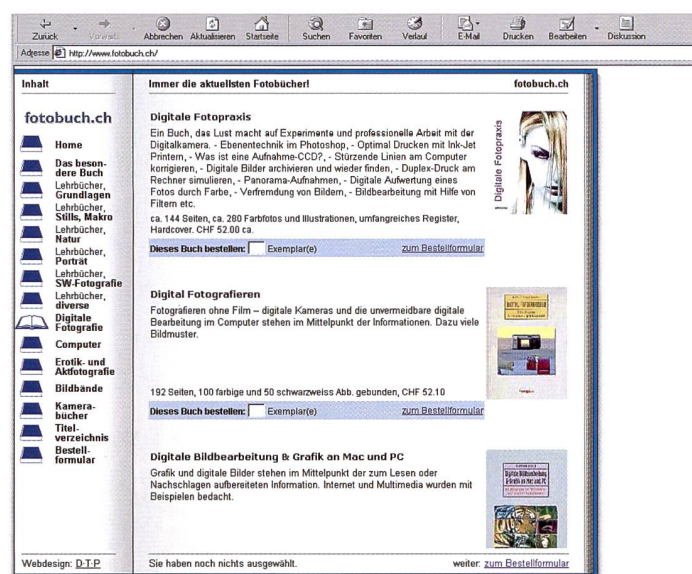 Zurück Vorwärts Abbrechen Aktualisieren Startseite Suchen Favoriten Verlauf E-Mail Drucken Bearbeiten Diskussion
Adresse http://www.fotobuch.ch/
Inhalt
fotobuch.ch
Home
Das beson-
dere Buch
Lehrbücher,
Grundlagen
Lehrbücher,
Stills, Makro
Lehrbücher,
Natur
Lehrbücher,
Porträt
Lehrbücher,
SW-Fotografie
Lehrbücher,
diverse
Digitale
Fotografie
Computer
Erotik- und
Aktfotografie
Bildbände
Kamera-
bücher
Titel-
verzeichnis
Bestell-
formular
Webdesign: D·T·P
Immer die aktuellsten Fotobücher! fotobuch.ch
Digitale Fotopraxis
Ein Buch, das Lust macht auf Experimente und professionelle Arbeit mit der
Digitalkamera. - Ebenentechnik im Photoshop, - Optimal Drucken mit Ink-Jet
Printern, - Was ist eine Aufnahme-CCD?, - Stürzende Linien am Computer
korrigieren, - Digitale Bilder archivieren und wieder finden, - Duplex-Druck am
Rechner simulieren, - Panorama-Aufnahmen, - Digitale Aufwertung eines
Fotos durch Farbe, - Verfremdung von Bildern, - Bildbearbeitung mit Hilfe von
Filtern etc.
ca. 144 Seiten, ca. 280 Farbfotos und Illustrationen, umfangreiches Register,
Hardcover. CHF 52.00 ca.
Digitale Fotopraxis
Dieses Buch bestellen: Exemplar(e) zum Bestellformular
Digital Fotografieren
Fotografieren ohne Film – digitale Kameras und die unvermeidbare digitale
Bearbeitung im Computer stehen im Mittelpunkt der Informationen. Dazu viele
Bildmuster.
192 Seiten, 100 farbige und 50 schwarzweiss Abb. gebunden, CHF 52.10
Dieses Buch bestellen: Exemplar(e) zum Bestellformular
Digitale Bildbearbeitung & Grafik an Mac und PC
Grafik und digitale Bilder stehen im Mittelpunkt der zum Lesen oder
Nachschlagen aufbereiteten Information. Internet und Multimedia wurden mit
Beispielen bedacht.
Digitale Bildbearbeitung
& Grafik an Mac und PC
Sie haben noch nichts ausgewählt. weiter: zum Bestellformular